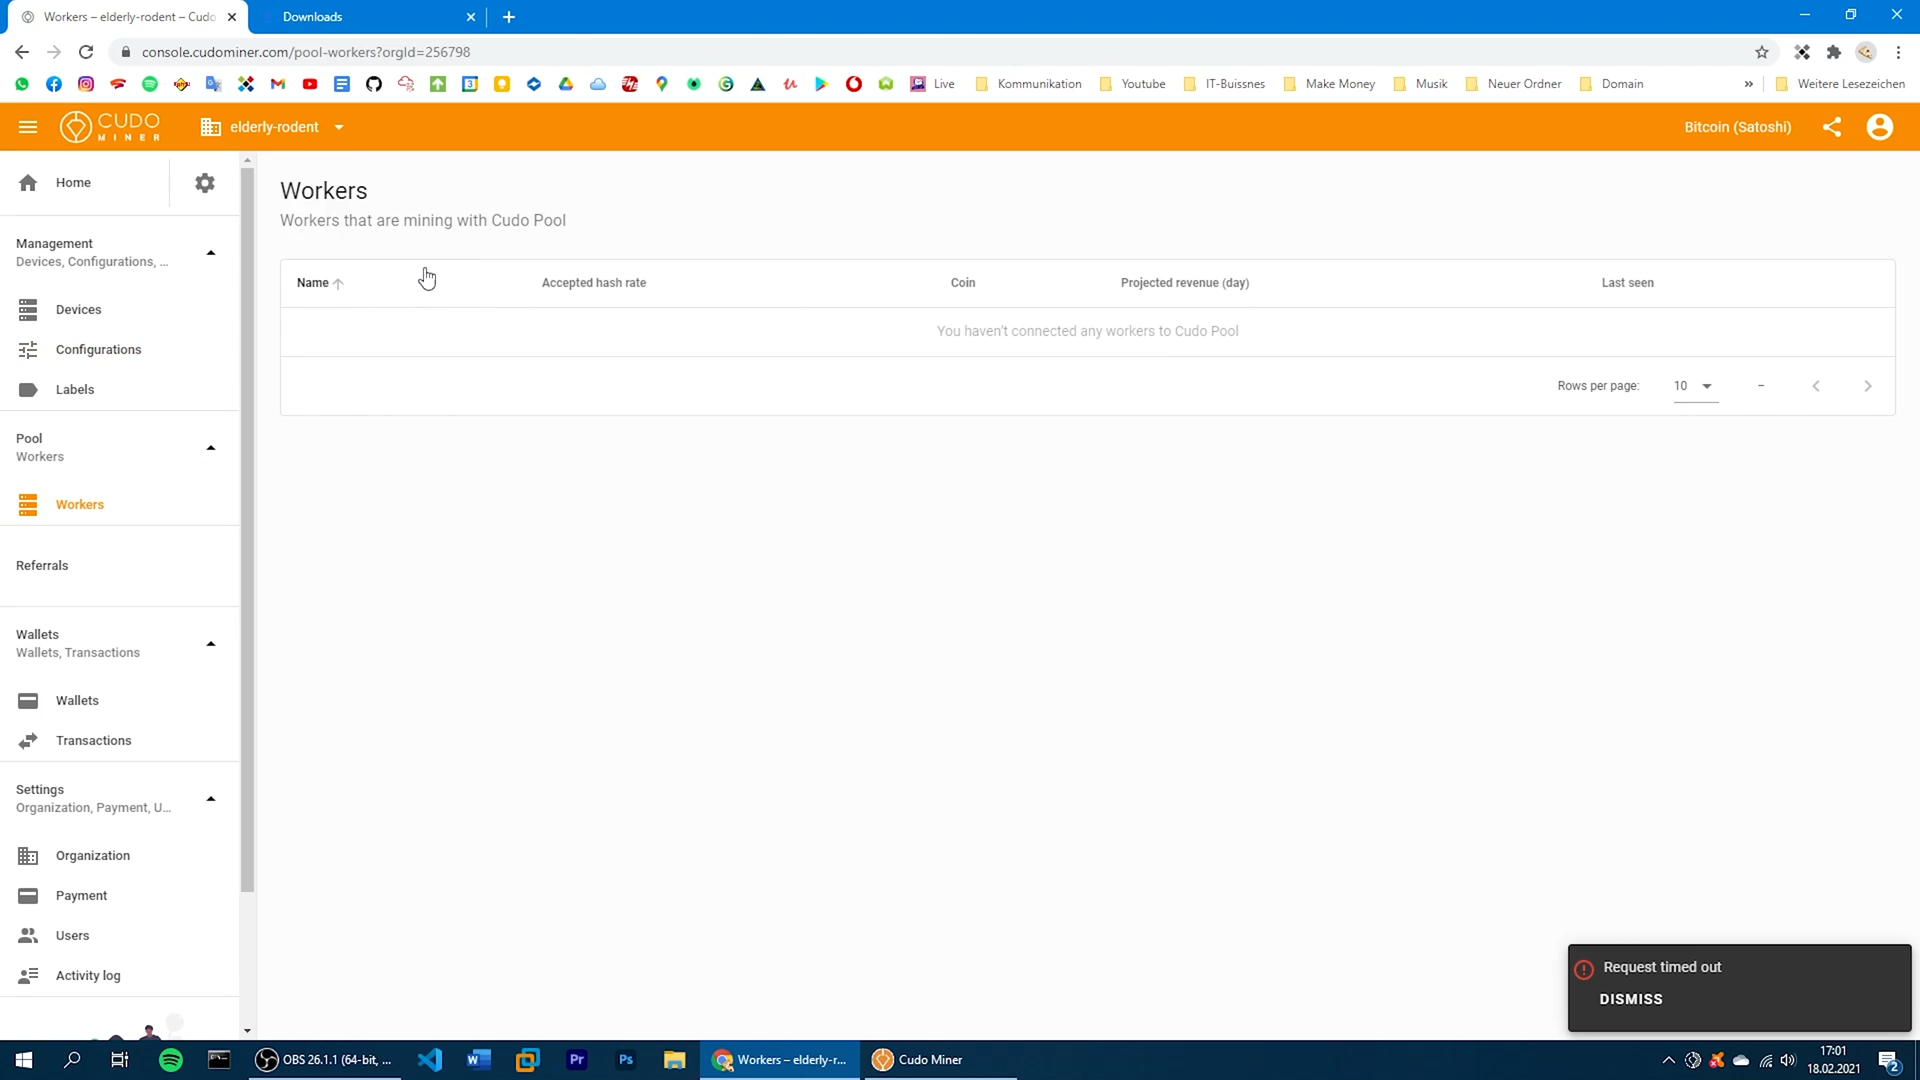 Workers – elderly-rodent – Cudo
Downloads
console.cudominer.com/pool-workers?orgId=256798
Live
Kommunikation
Youtube
IT-Buissnes
Make Money
Musik
Neuer Ordner
Domain
»
Weitere Lesezeichen
CUDO
MINER
elderly-rodent
Bitcoin (Satoshi)
Home
Management
Devices, Configurations, ...
Devices
Configurations
Labels
Pool
Workers
Workers
Referrals
Wallets
Wallets, Transactions
Wallets
Transactions
Settings
Organization, Payment, U...
Organization
Payment
Users
Activity log
Workers
Workers that are mining with Cudo Pool
Name
Accepted hash rate
Coin
Projected revenue (day)
Last seen
You haven't connected any workers to Cudo Pool
Rows per page:
10
–
Request timed out
DISMISS
OBS 26.1.1 (64-bit, ...
Workers – elderly-r...
Cudo Miner
17:01
18.02.2021
2